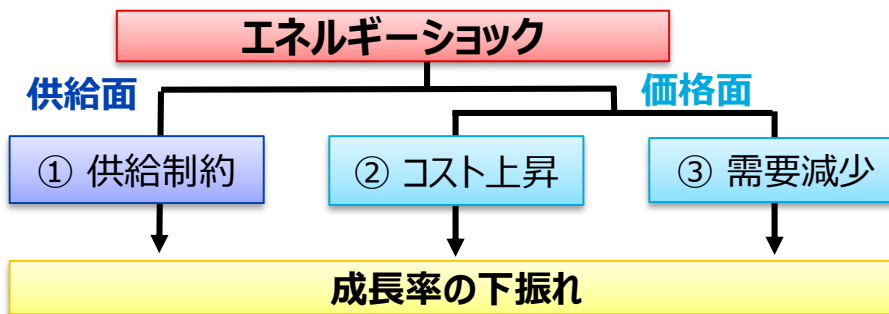 エネルギーショック
供給面
価格面
① 供給制約
② コスト上昇
③ 需要減少
成長率の下振れ